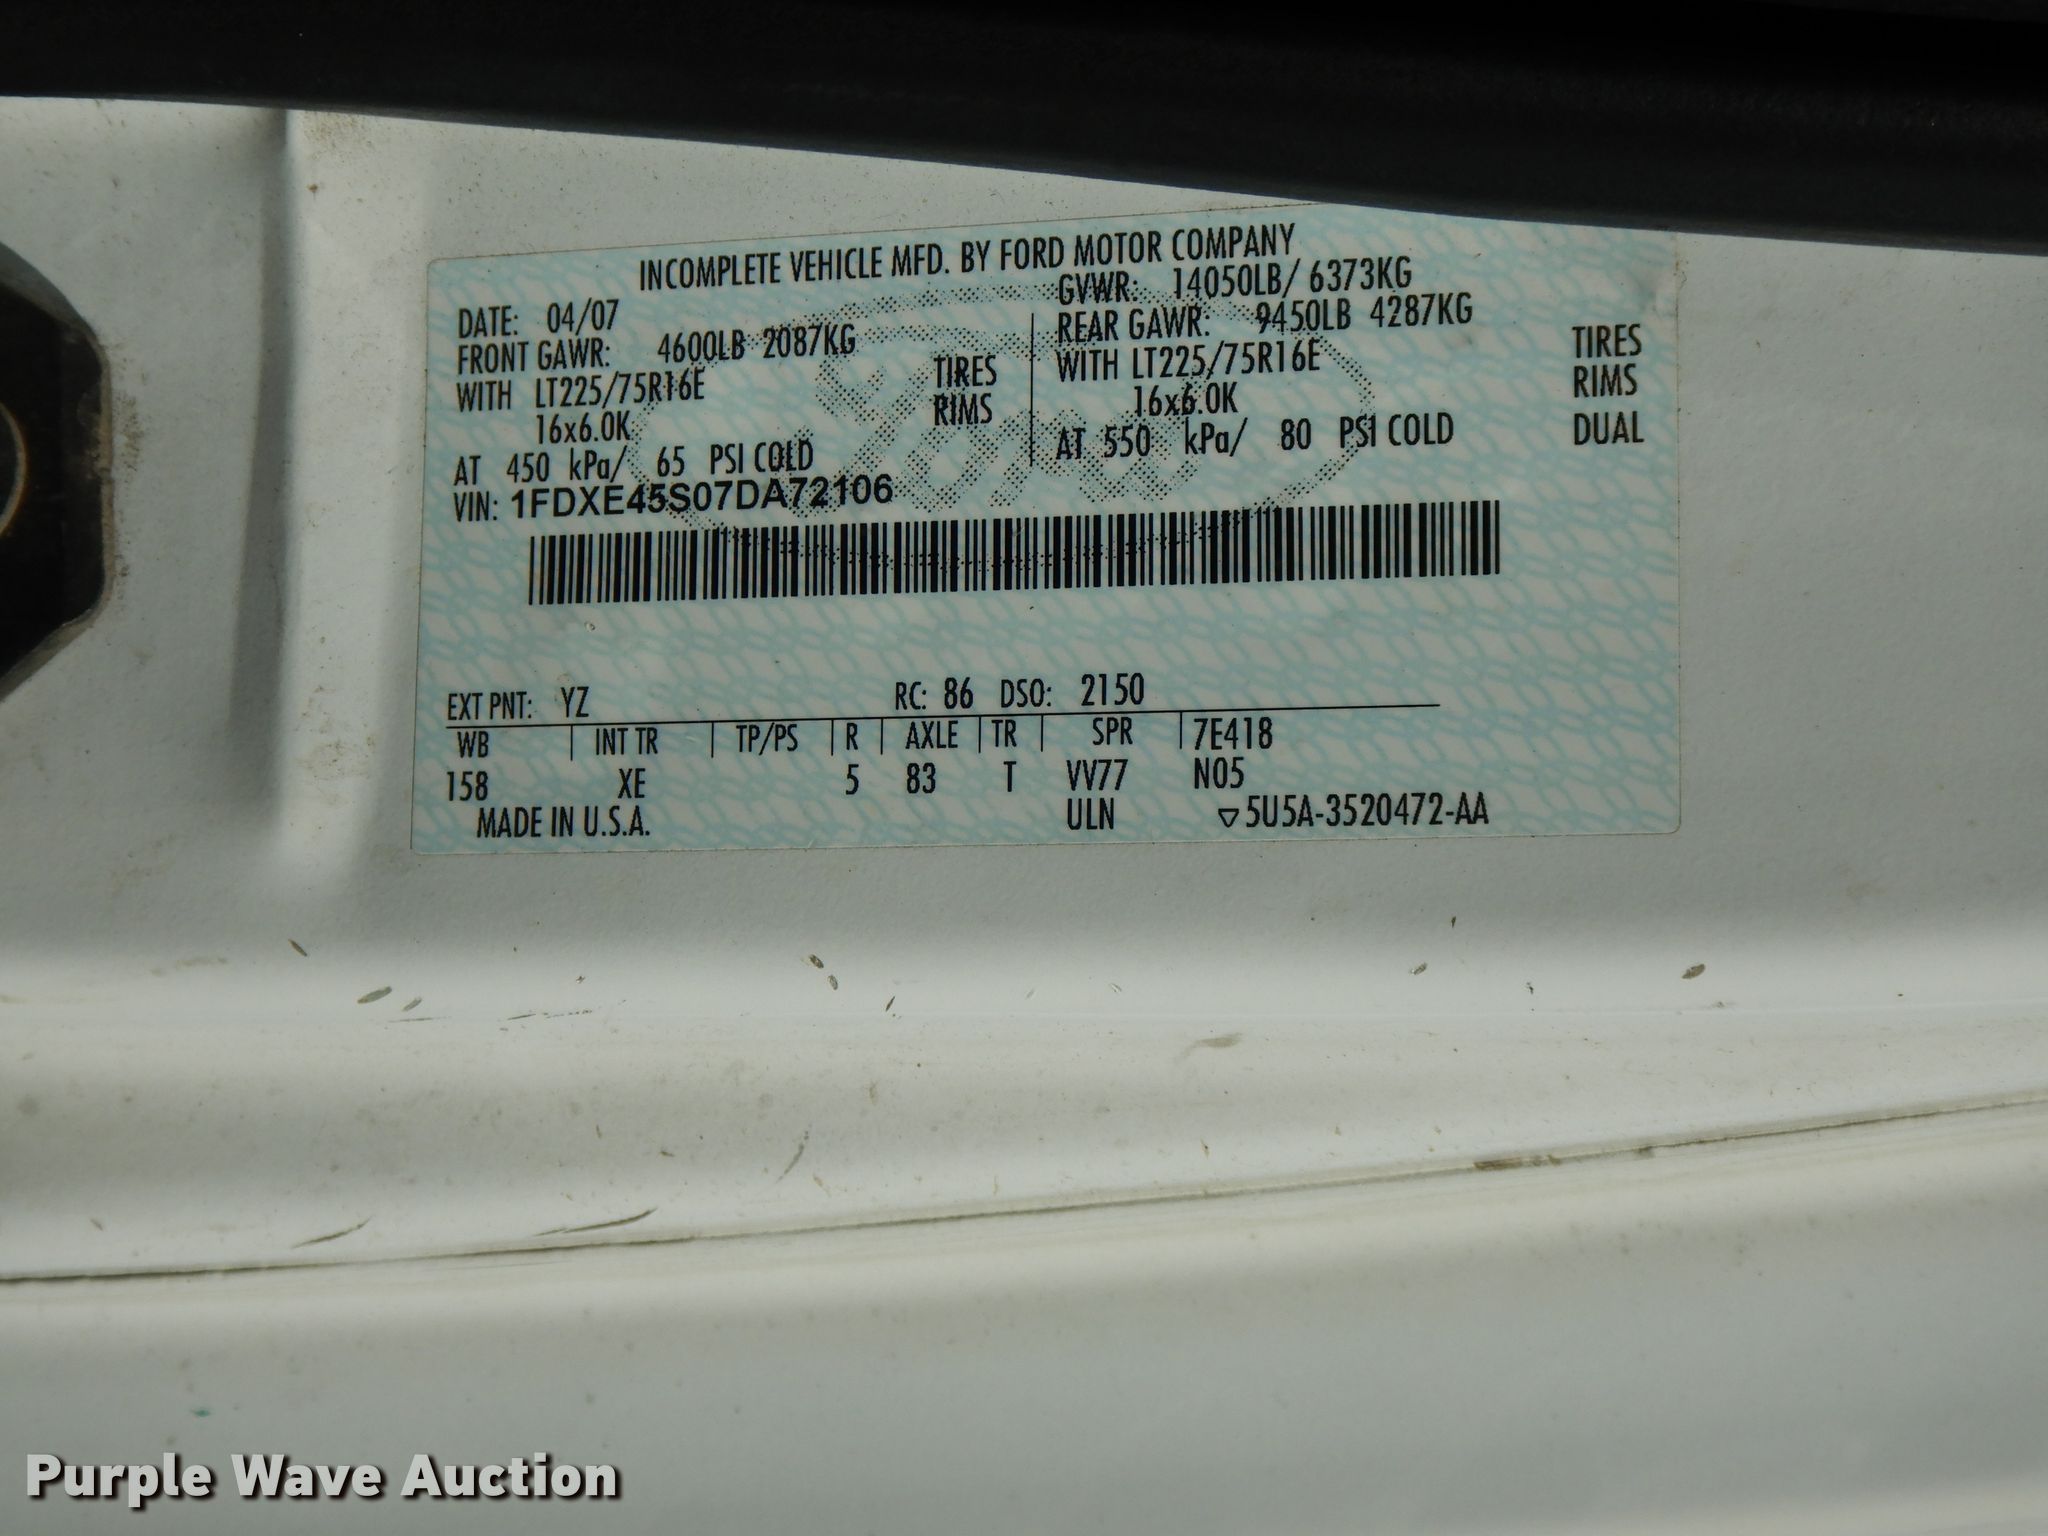 INCOMPLETE VEHICLE MFD. BY FORD MOTOR COMPANY
DATE: 04/07 GVWR: 14050LB/ 6373KG
FRONT GAWR: 4600LB 2087KG REAR GAWR: 9450LB 4287KG
WITH LT225/75R16E TIRES WITH LT225/75R16E TIRES
16x6.0K RIMS 16x6.0K RIMS
AT 450 kPa/ 65 PSI COLD AT 550 kPa/ 80 PSI COLD DUAL
VIN: 1FDXE45S07DA72106
Ford
EXT PNT: YZ RC: 86 DSO: 2150
WB | INT TR | TP/PS | R | AXLE | TR | SPR | 7E418
158 XE 5 83 T VV77 N05
MADE IN U.S.A. ULN ▽5U5A-3520472-AA
Purple Wave Auction